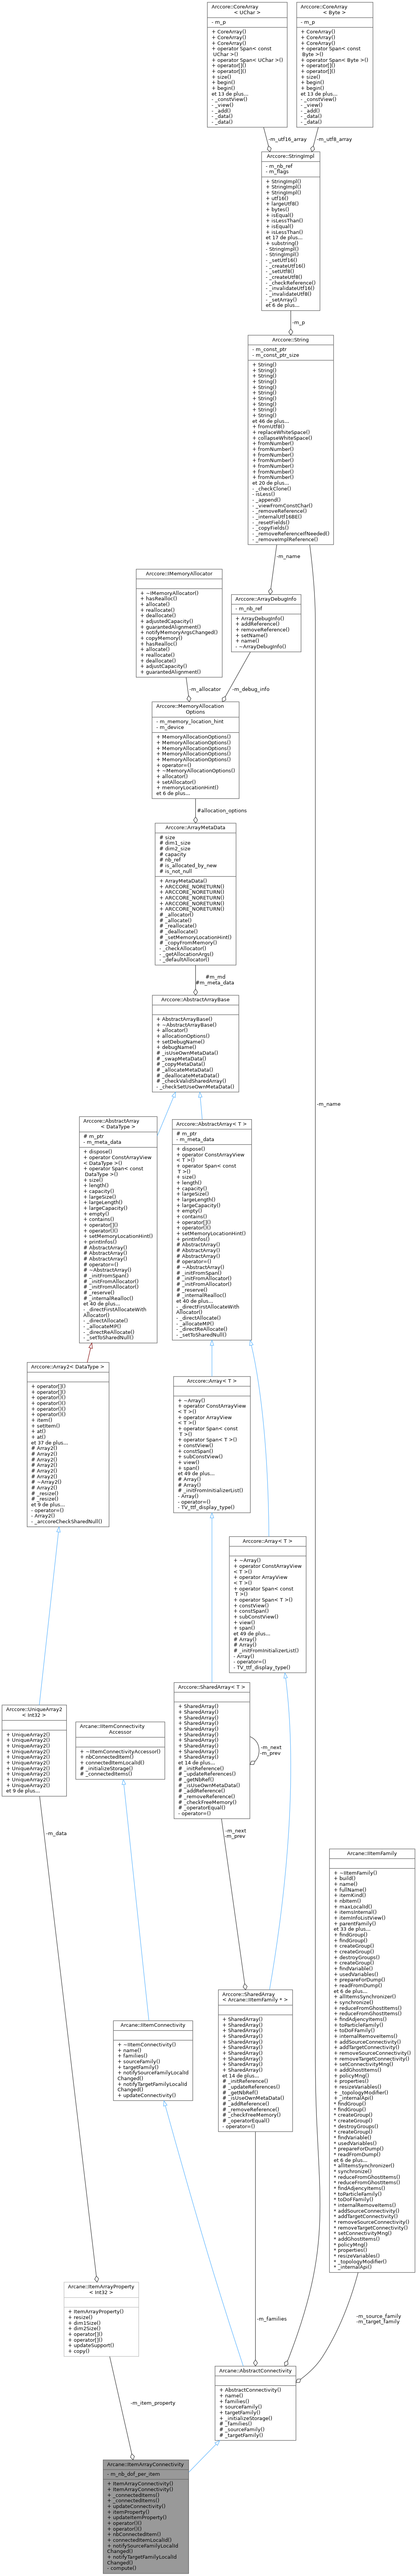 Arccore::CoreArray
< UChar >
- m_p
+ CoreArray()
+ CoreArray()
+ CoreArray()
+ operator Span< const
UChar >()
+ operator Span< UChar >()
+ operator[]()
+ operator[]()
+ size()
+ begin()
+ begin()
et 13 de plus...
- _constView()
- _view()
- _add()
- _data()
- _data()
Arccore::CoreArray
< Byte >
- m_p
+ CoreArray()
+ CoreArray()
+ CoreArray()
+ operator Span< const
Byte >()
+ operator Span< Byte >()
+ operator[]()
+ operator[]()
+ size()
+ begin()
+ begin()
et 13 de plus...
- _constView()
- _view()
- _add()
- _data()
- _data()
-m_utf16_array
-m_utf8_array
Arccore::StringImpl
- m_nb_ref
- m_flags
+ StringImpl()
+ StringImpl()
+ StringImpl()
+ utf16()
+ largeUtf8()
+ bytes()
+ isEqual()
+ isLessThan()
+ isEqual()
+ isLessThan()
et 17 de plus...
+ substring()
- StringImpl()
- StringImpl()
- _setUtf16()
- _createUtf16()
- _setUtf8()
- _createUtf8()
- _checkReference()
- _invalidateUtf16()
- _invalidateUtf8()
- _setArray()
et 6 de plus...
-m_p
Arccore::String
- m_const_ptr
- m_const_ptr_size
+ String()
+ String()
+ String()
+ String()
+ String()
+ String()
+ String()
+ String()
+ String()
+ String()
et 46 de plus...
+ fromUtf8()
+ replaceWhiteSpace()
+ collapseWhiteSpace()
+ fromNumber()
+ fromNumber()
+ fromNumber()
+ fromNumber()
+ fromNumber()
+ fromNumber()
+ fromNumber()
et 20 de plus...
- _checkClone()
- isLess()
- _append()
- _viewFromConstChar()
- _removeReference()
- _internalUtf16BE()
- _resetFields()
- _copyFields()
- _removeReferenceIfNeeded()
- _removeImplReference()
-m_name
Arccore::IMemoryAllocator
+ ~IMemoryAllocator()
+ hasRealloc()
+ allocate()
+ reallocate()
+ deallocate()
+ adjustedCapacity()
+ guarantedAlignment()
+ notifyMemoryArgsChanged()
+ copyMemory()
+ hasRealloc()
+ allocate()
+ reallocate()
+ deallocate()
+ adjustCapacity()
+ guarantedAlignment()
Arccore::ArrayDebugInfo
- m_nb_ref
+ ArrayDebugInfo()
+ addReference()
+ removeReference()
+ setName()
+ name()
- ~ArrayDebugInfo()
-m_allocator
-m_debug_info
Arccore::MemoryAllocation
Options
- m_memory_location_hint
- m_device
+ MemoryAllocationOptions()
+ MemoryAllocationOptions()
+ MemoryAllocationOptions()
+ MemoryAllocationOptions()
+ MemoryAllocationOptions()
+ operator=()
+ ~MemoryAllocationOptions()
+ allocator()
+ setAllocator()
+ memoryLocationHint()
et 6 de plus...
#allocation_options
Arccore::ArrayMetaData
# size
# dim1_size
# dim2_size
# capacity
# nb_ref
# is_allocated_by_new
# is_not_null
+ ArrayMetaData()
+ ARCCORE_NORETURN()
+ ARCCORE_NORETURN()
+ ARCCORE_NORETURN()
+ ARCCORE_NORETURN()
+ ARCCORE_NORETURN()
# _allocator()
# _allocate()
# _reallocate()
# _deallocate()
# _setMemoryLocationHint()
# _copyFromMemory()
- _checkAllocator()
- _getAllocationArgs()
- _defaultAllocator()
#m_md
#m_meta_data
Arccore::AbstractArrayBase
+ AbstractArrayBase()
+ ~AbstractArrayBase()
+ allocator()
+ allocationOptions()
+ setDebugName()
+ debugName()
# _isUseOwnMetaData()
# _swapMetaData()
# _copyMetaData()
# _allocateMetaData()
# _deallocateMetaData()
# _checkValidSharedArray()
- _checkSetUseOwnMetaData()
-m_name
Arccore::AbstractArray
< DataType >
# m_ptr
- m_meta_data
+ dispose()
+ operator ConstArrayView
< DataType >()
+ operator Span< const
DataType >()
+ size()
+ length()
+ capacity()
+ largeSize()
+ largeLength()
+ largeCapacity()
+ empty()
+ contains()
+ operator[]()
+ operator()()
+ setMemoryLocationHint()
+ printInfos()
# AbstractArray()
# AbstractArray()
# AbstractArray()
# operator=()
# ~AbstractArray()
# _initFromSpan()
# _initFromAllocator()
# _initFromAllocator()
# _reserve()
# _internalRealloc()
et 40 de plus...
- _directFirstAllocateWith
Allocator()
- _directAllocate()
- _allocateMP()
- _directReAllocate()
- _setToSharedNull()
Arccore::AbstractArray< T >
# m_ptr
- m_meta_data
+ dispose()
+ operator ConstArrayView
< T >()
+ operator Span< const
T >()
+ size()
+ length()
+ capacity()
+ largeSize()
+ largeLength()
+ largeCapacity()
+ empty()
+ contains()
+ operator[]()
+ operator()()
+ setMemoryLocationHint()
+ printInfos()
# AbstractArray()
# AbstractArray()
# AbstractArray()
# operator=()
# ~AbstractArray()
# _initFromSpan()
# _initFromAllocator()
# _initFromAllocator()
# _reserve()
# _internalRealloc()
et 40 de plus...
- _directFirstAllocateWith
Allocator()
- _directAllocate()
- _allocateMP()
- _directReAllocate()
- _setToSharedNull()
Arccore::Array2< DataType >
+ operator[]()
+ operator[]()
+ operator()()
+ operator()()
+ operator()()
+ operator()()
+ item()
+ setItem()
+ at()
+ at()
et 37 de plus...
# Array2()
# Array2()
# Array2()
# Array2()
# Array2()
# Array2()
# ~Array2()
# Array2()
# _resize()
# _resize()
et 9 de plus...
- operator=()
- Array2()
- _arccoreCheckSharedNull()
Arccore::Array< T >
+ ~Array()
+ operator ConstArrayView
< T >()
+ operator ArrayView
< T >()
+ operator Span< const
T >()
+ operator Span< T >()
+ constView()
+ constSpan()
+ subConstView()
+ view()
+ span()
et 49 de plus...
# Array()
# Array()
# _initFromInitializerList()
- Array()
- operator=()
- TV_ttf_display_type()
Arccore::Array< T >
+ ~Array()
+ operator ConstArrayView
< T >()
+ operator ArrayView
< T >()
+ operator Span< const
T >()
+ operator Span< T >()
+ constView()
+ constSpan()
+ subConstView()
+ view()
+ span()
et 49 de plus...
# Array()
# Array()
# _initFromInitializerList()
- Array()
- operator=()
- TV_ttf_display_type()
Arccore::UniqueArray2
< Int32 >
+ UniqueArray2()
+ UniqueArray2()
+ UniqueArray2()
+ UniqueArray2()
+ UniqueArray2()
+ UniqueArray2()
+ UniqueArray2()
+ UniqueArray2()
+ UniqueArray2()
+ UniqueArray2()
et 9 de plus...
Arcane::IItemConnectivity
Accessor
+ ~IItemConnectivityAccessor()
+ nbConnectedItem()
+ connectedItemLocalId()
# _initializeStorage()
# _connectedItems()
Arccore::SharedArray< T >
+ SharedArray()
+ SharedArray()
+ SharedArray()
+ SharedArray()
+ SharedArray()
+ SharedArray()
+ SharedArray()
+ SharedArray()
+ SharedArray()
+ SharedArray()
et 14 de plus...
# _initReference()
# _updateReferences()
# _getNbRef()
# _isUseOwnMetaData()
# _addReference()
# _removeReference()
# _checkFreeMemory()
# _operatorEqual()
- operator=()
-m_next
-m_prev
-m_data
-m_next
-m_prev
Arcane::IItemFamily
+ ~IItemFamily()
+ build()
+ name()
+ fullName()
+ itemKind()
+ nbItem()
+ maxLocalId()
+ itemsInternal()
+ itemInfoListView()
+ parentFamily()
et 33 de plus...
+ findGroup()
+ findGroup()
+ createGroup()
+ createGroup()
+ destroyGroups()
+ createGroup()
+ findVariable()
+ usedVariables()
+ prepareForDump()
+ readFromDump()
et 6 de plus...
+ allItemsSynchronizer()
+ synchronize()
+ reduceFromGhostItems()
+ reduceFromGhostItems()
+ findAdjencyItems()
+ toParticleFamily()
+ toDoFFamily()
+ internalRemoveItems()
+ addSourceConnectivity()
+ addTargetConnectivity()
+ removeSourceConnectivity()
+ removeTargetConnectivity()
+ setConnectivityMng()
+ addGhostItems()
+ policyMng()
+ properties()
+ resizeVariables()
+ _topologyModifier()
+ _internalApi()
* findGroup()
* findGroup()
* createGroup()
* createGroup()
* destroyGroups()
* createGroup()
* findVariable()
* usedVariables()
* prepareForDump()
* readFromDump()
et 6 de plus...
* allItemsSynchronizer()
* synchronize()
* reduceFromGhostItems()
* reduceFromGhostItems()
* findAdjencyItems()
* toParticleFamily()
* toDoFFamily()
* internalRemoveItems()
* addSourceConnectivity()
* addTargetConnectivity()
* removeSourceConnectivity()
* removeTargetConnectivity()
* setConnectivityMng()
* addGhostItems()
* policyMng()
* properties()
* resizeVariables()
* _topologyModifier()
* _internalApi()
Arcane::IItemConnectivity
+ ~IItemConnectivity()
+ name()
+ families()
+ sourceFamily()
+ targetFamily()
+ notifySourceFamilyLocalId
Changed()
+ notifyTargetFamilyLocalId
Changed()
+ updateConnectivity()
Arccore::SharedArray
< Arcane::IItemFamily * >
+ SharedArray()
+ SharedArray()
+ SharedArray()
+ SharedArray()
+ SharedArray()
+ SharedArray()
+ SharedArray()
+ SharedArray()
+ SharedArray()
+ SharedArray()
et 14 de plus...
# _initReference()
# _updateReferences()
# _getNbRef()
# _isUseOwnMetaData()
# _addReference()
# _removeReference()
# _checkFreeMemory()
# _operatorEqual()
- operator=()
Arcane::ItemArrayProperty
< Int32 >
+ ItemArrayProperty()
+ resize()
+ dim1Size()
+ dim2Size()
+ operator[]()
+ operator[]()
+ updateSupport()
+ copy()
-m_families
-m_source_family
-m_target_family
Arcane::AbstractConnectivity
+ AbstractConnectivity()
+ name()
+ families()
+ sourceFamily()
+ targetFamily()
+ _initializeStorage()
# _families()
# _sourceFamily()
# _targetFamily()
-m_item_property
Arcane::ItemArrayConnectivity
- m_nb_dof_per_item
+ ItemArrayConnectivity()
+ ItemArrayConnectivity()
+ _connectedItems()
+ _connectedItems()
+ updateConnectivity()
+ itemProperty()
+ updateItemProperty()
+ operator()()
+ operator()()
+ nbConnectedItem()
+ connectedItemLocalId()
+ notifySourceFamilyLocalId
Changed()
+ notifyTargetFamilyLocalId
Changed()
- compute()